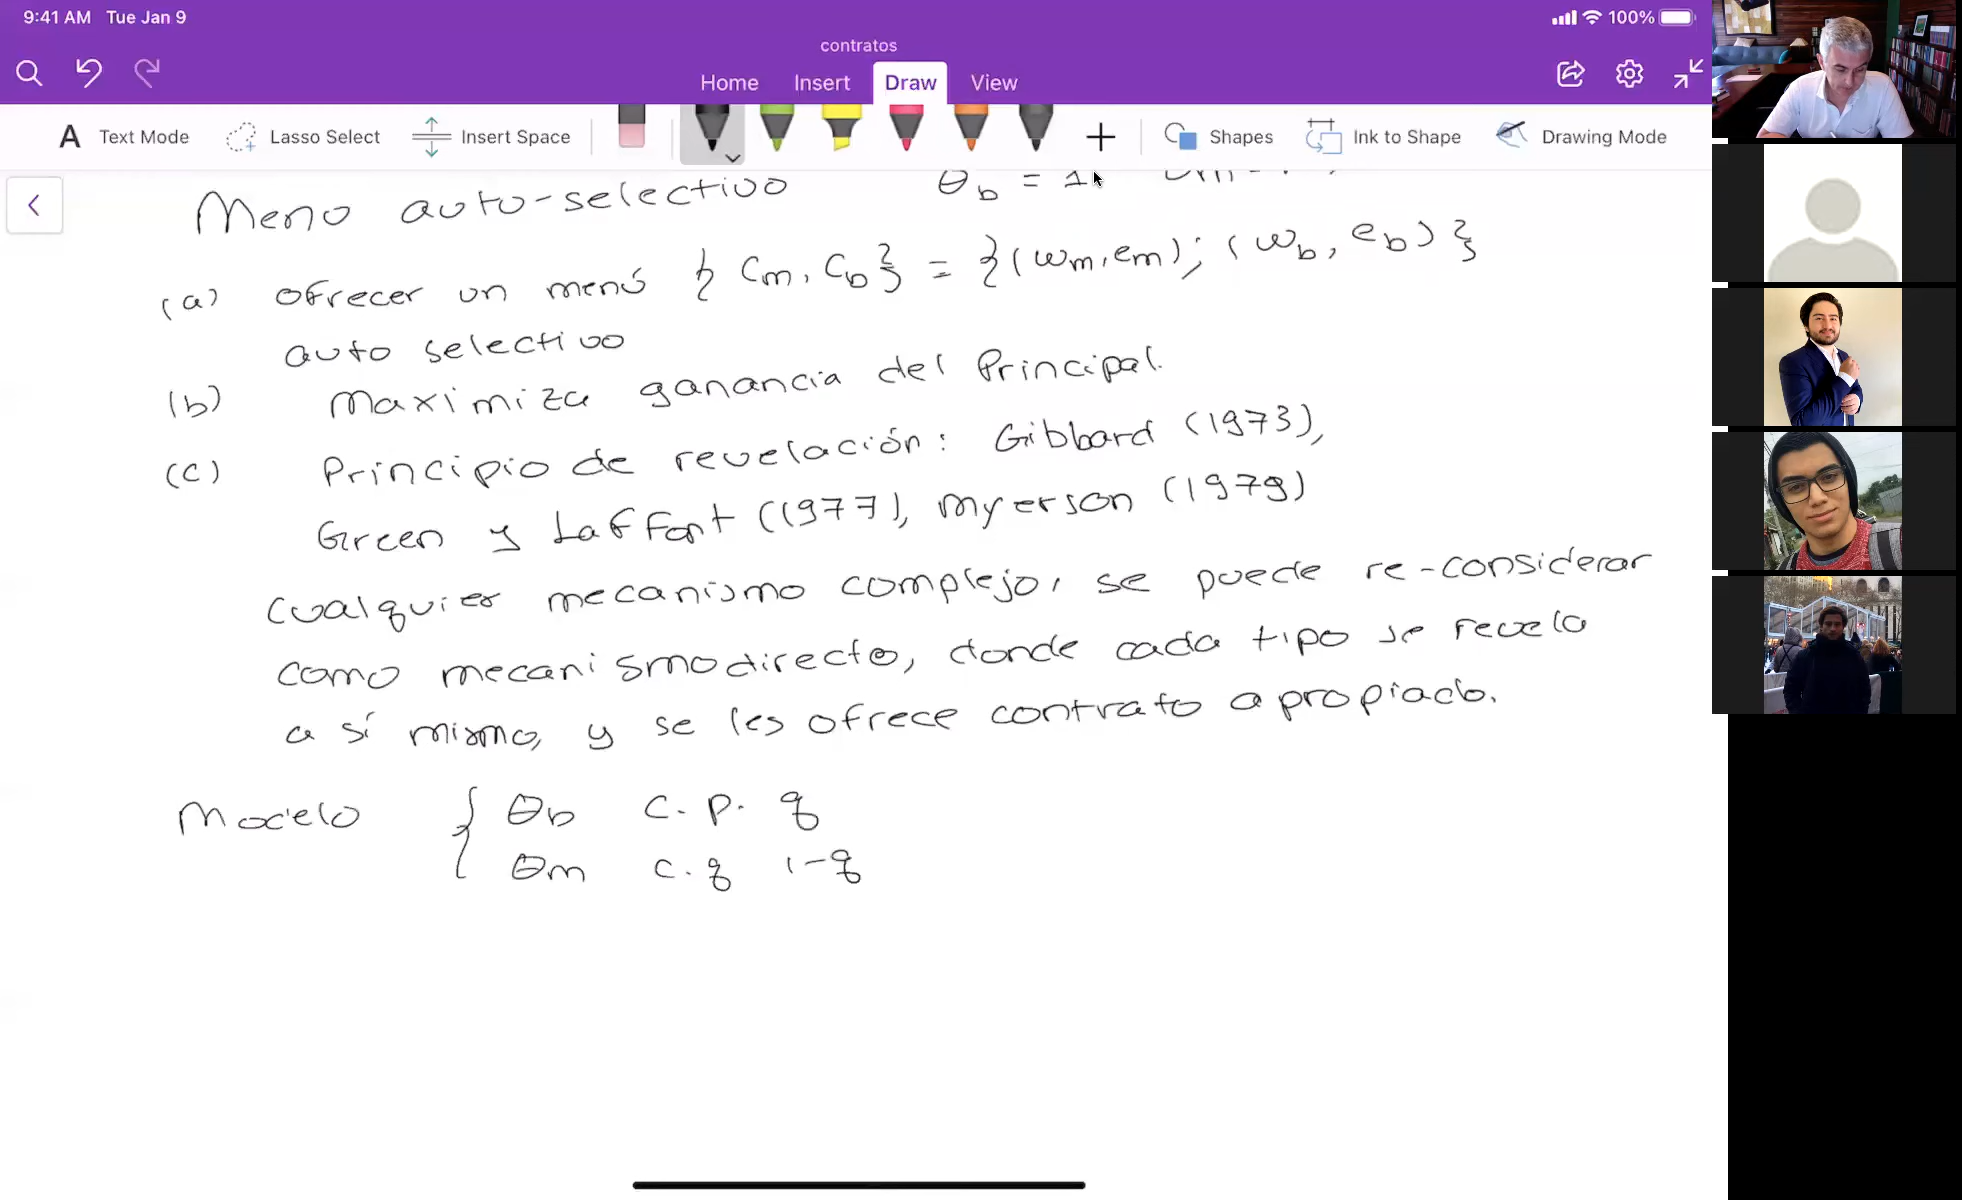 9:41 AM Tue Jan 9
100%
contratos
Home Insert Draw View
A Text Mode Lasso Select Insert Space Shapes Ink to Shape Drawing Mode
Meno auto-selectivo θb = 1
(a) ofrecer un menú { Cm, Cb } = {(wm, em); (wb, eb)}
auto selectivo
(b) Maximiza ganancia del Principal.
(c) Principio de revelación: Gibbard (1973),
Green y Laffont (1977), Myerson (1979)
cualquier mecanismo complejo, se puede re-considerar
como mecanismo directo, donde cada tipo se revela
a sí mismo, y se les ofrece contrato apropiado.
Modelo { θb c.p. q
θm c.q 1-q